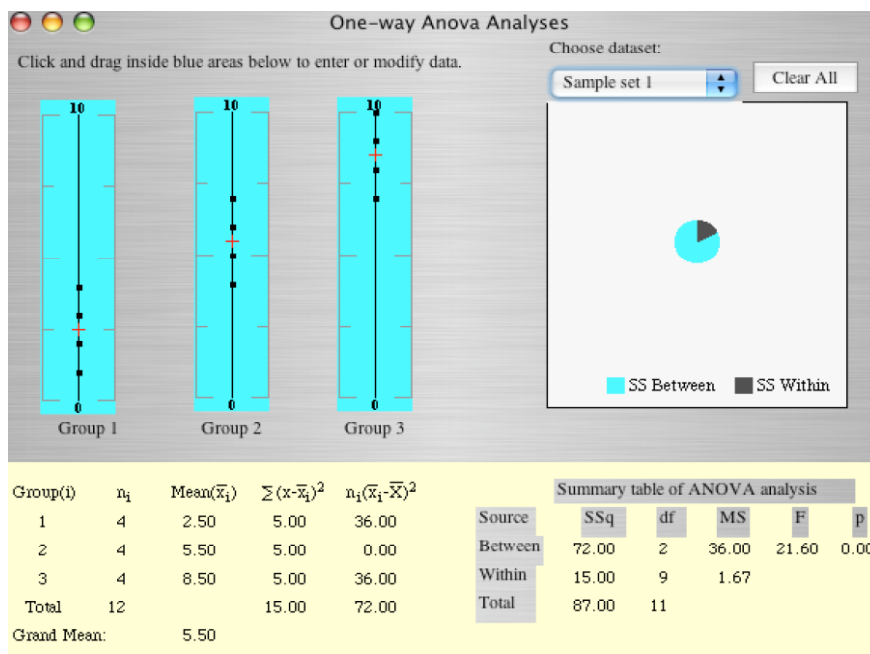 One-way Anova Analyses
Click and drag inside blue areas below to enter or modify data.
Choose dataset:
Sample set 1
Clear All
10
10
10
0
0
0
Group 1
Group 2
Group 3
SS Between
SS Within
Group(i) nᵢ Mean(x̅ᵢ) ∑(x-x̅ᵢ)² nᵢ(x̅ᵢ-X̅)²
1 4 2.50 5.00 36.00
2 4 5.50 5.00 0.00
3 4 8.50 5.00 36.00
Total 12 15.00 72.00
Grand Mean: 5.50
Summary table of ANOVA analysis
Source SSq df MS F p
Between 72.00 2 36.00 21.60 0.00
Within 15.00 9 1.67
Total 87.00 11